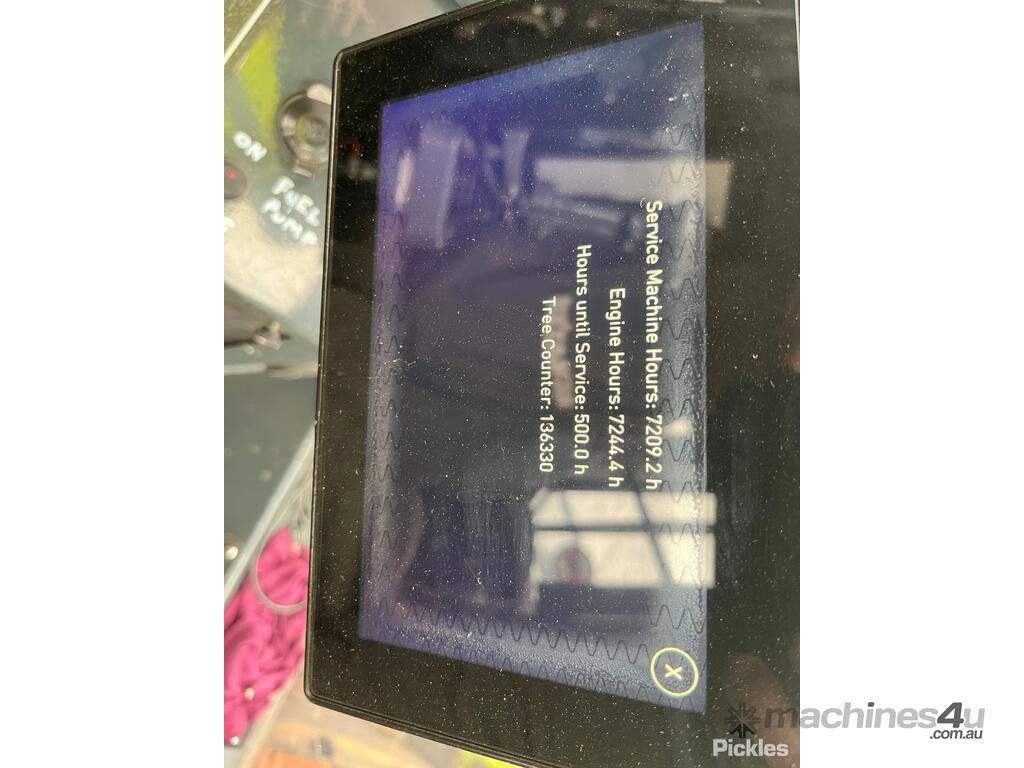 Service Machine Hours: 7209.2 h
Engine Hours: 7244.4 h
Hours until Service: 500.0 h
Tree Counter: 136330
X
ON
FUEL
PUMP
machines4u
.com.au
Pickles